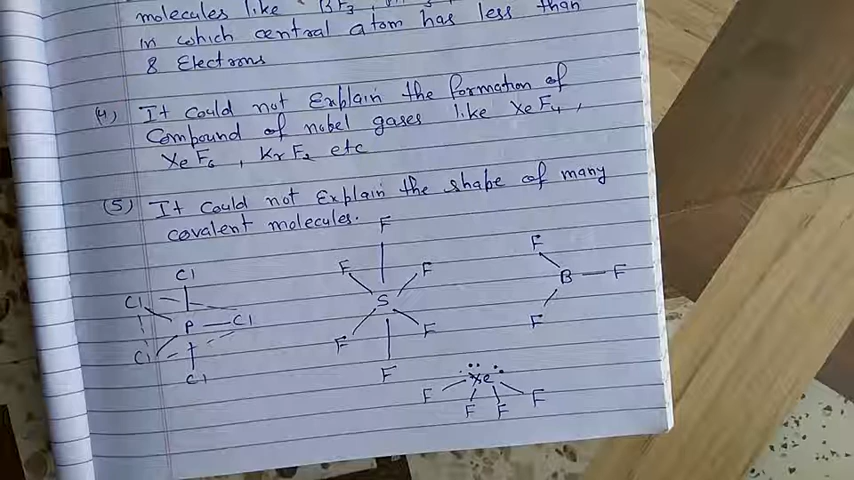 molecules like BF3,
in which central atom has less than
8 Electrons
(4) It could not Explain the formation of
Compound of nobel gases like XeF4,
XeF6, KrF2 etc
(5) It could not Explain the shape of many
covalent molecules.
F
F F
F
Cl
Cl
S
B F
P Cl
F F
F
Cl
Cl
F
Xe
F F
F F